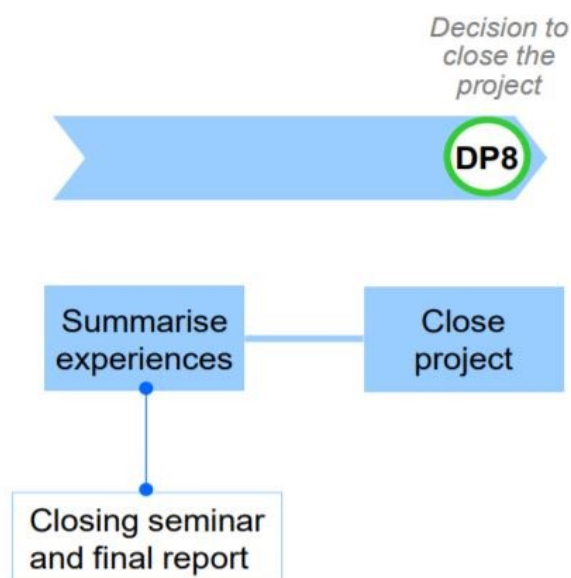 Decision to
close the
project
DP8
Summarise
experiences
Close
project
Closing seminar
and final report